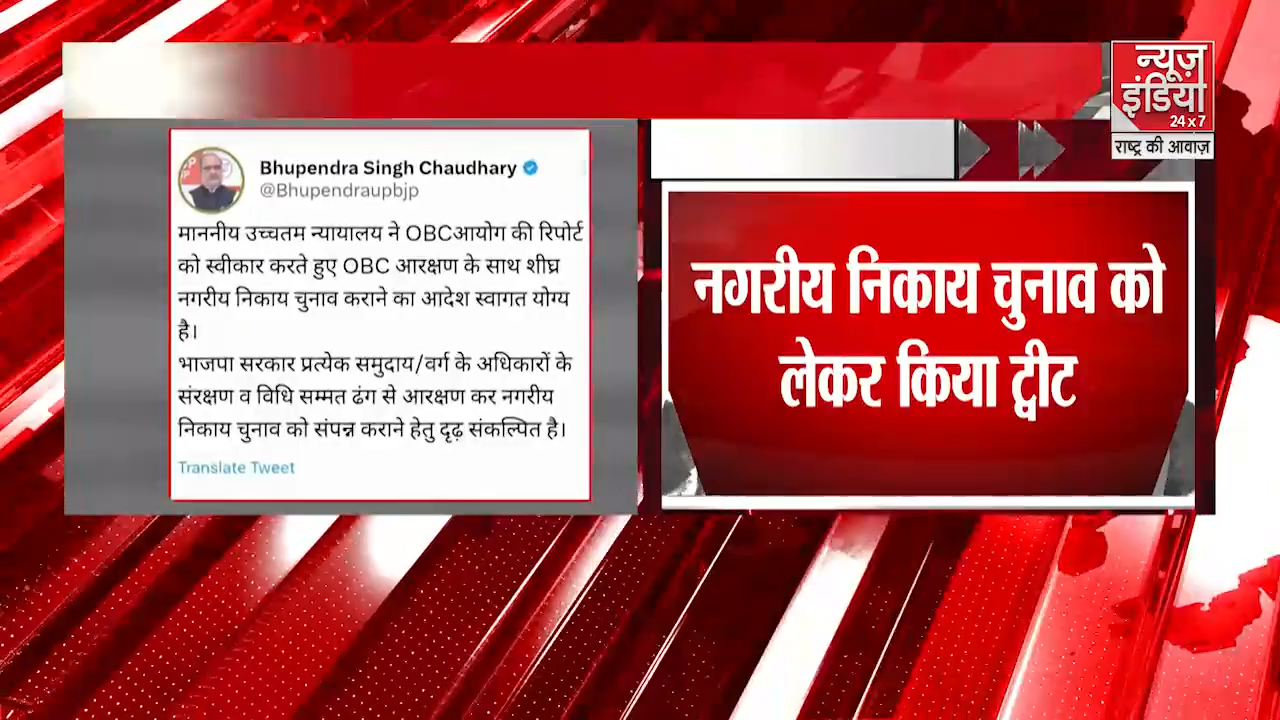 न्यूज़
इंडिया
24x7
राष्ट्र की आवाज़
Bhupendra Singh Chaudhary
@Bhupendraupbjp
माननीय उच्चतम न्यायालय ने OBCआयोग की रिपोर्ट
को स्वीकार करते हुए OBC आरक्षण के साथ शीघ्र
नगरीय निकाय चुनाव कराने का आदेश स्वागत योग्य
है।
भाजपा सरकार प्रत्येक समुदाय/वर्ग के अधिकारों के
संरक्षण व विधि सम्मत ढंग से आरक्षण कर नगरीय
निकाय चुनाव को संपन्न कराने हेतु दृढ़ संकल्पित है।
Translate Tweet
नगरीय निकाय चुनाव को
लेकर किया ट्वीट